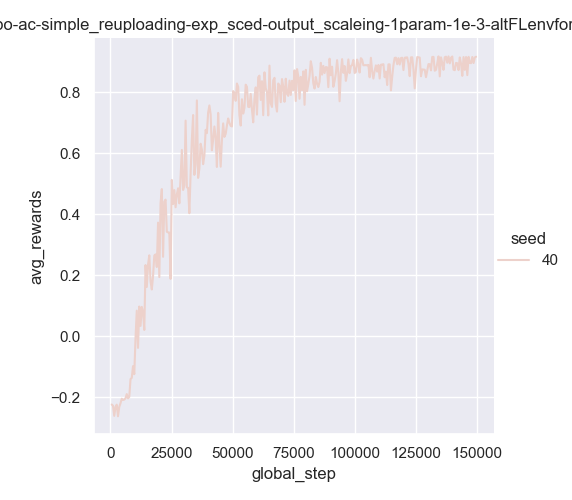 oo-ac-simple_reuploading-exp_sced-output_scaleing-1param-1e-3-altFLenvfor
avg_rewards
0.8
0.6
0.4
0.2
0.0
−0.2
0 25000 50000 75000 100000 125000 150000
global_step
seed
40